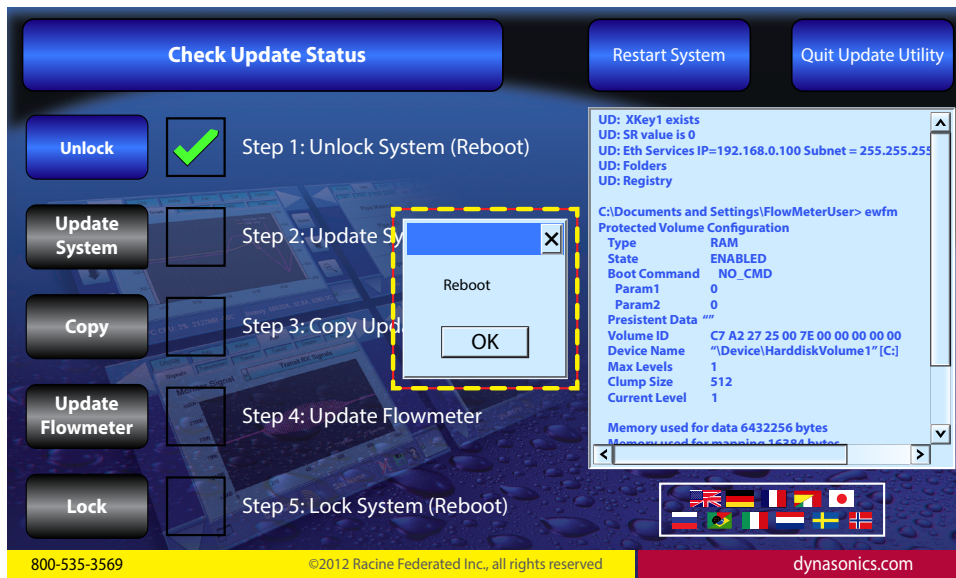 Check Update Status
Restart System
Quit Update Utility
Unlock
Step 1: Unlock System (Reboot)
Update
System
Step 2: Update Sy
Copy
Step 3: Copy Upd
Update
Flowmeter
Step 4: Update Flowmeter
Lock
Step 5: Lock System (Reboot)
Reboot
OK
UD: XKey1 exists
UD: SR value is 0
UD: Eth Services IP=192.168.0.100 Subnet = 255.255.255
UD: Folders
UD: Registry
C:\Documents and Settings\FlowMeterUser> ewfm
Protected Volume Configuration
Type RAM
State ENABLED
Boot Command NO_CMD
Param1 0
Param2 0
Presistent Data “”
Volume ID C7 A2 27 25 00 7E 00 00 00 00 00
Device Name “\Device\HarddiskVolume1” [C:]
Max Levels 1
Clump Size 512
Current Level 1
Memory used for data 6432256 bytes
Memory used for mapping 16384 bytes
800-535-3569
©2012 Racine Federated Inc., all rights reserved
dynasonics.com